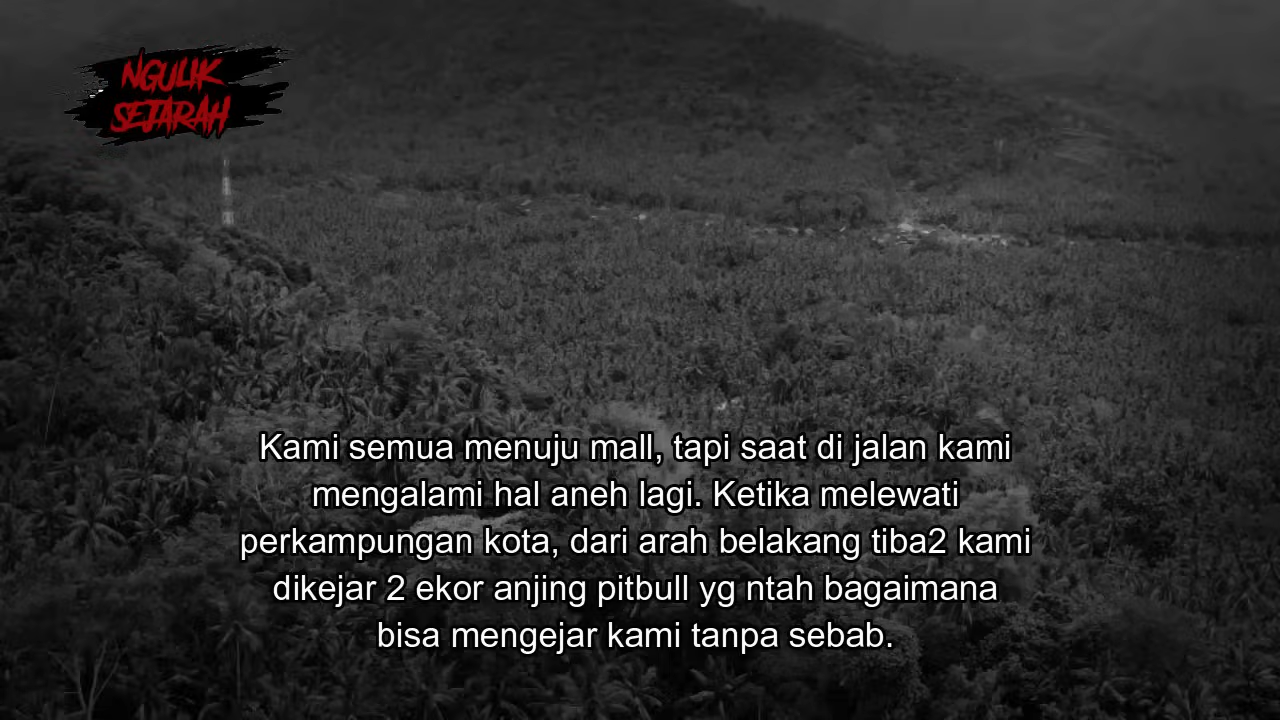 NGULIK
SEJARAH
Kami semua menuju mall, tapi saat di jalan kami
mengalami hal aneh lagi. Ketika melewati
perkampungan kota, dari arah belakang tiba2 kami
dikejar 2 ekor anjing pitbull yg ntah bagaimana
bisa mengejar kami tanpa sebab.